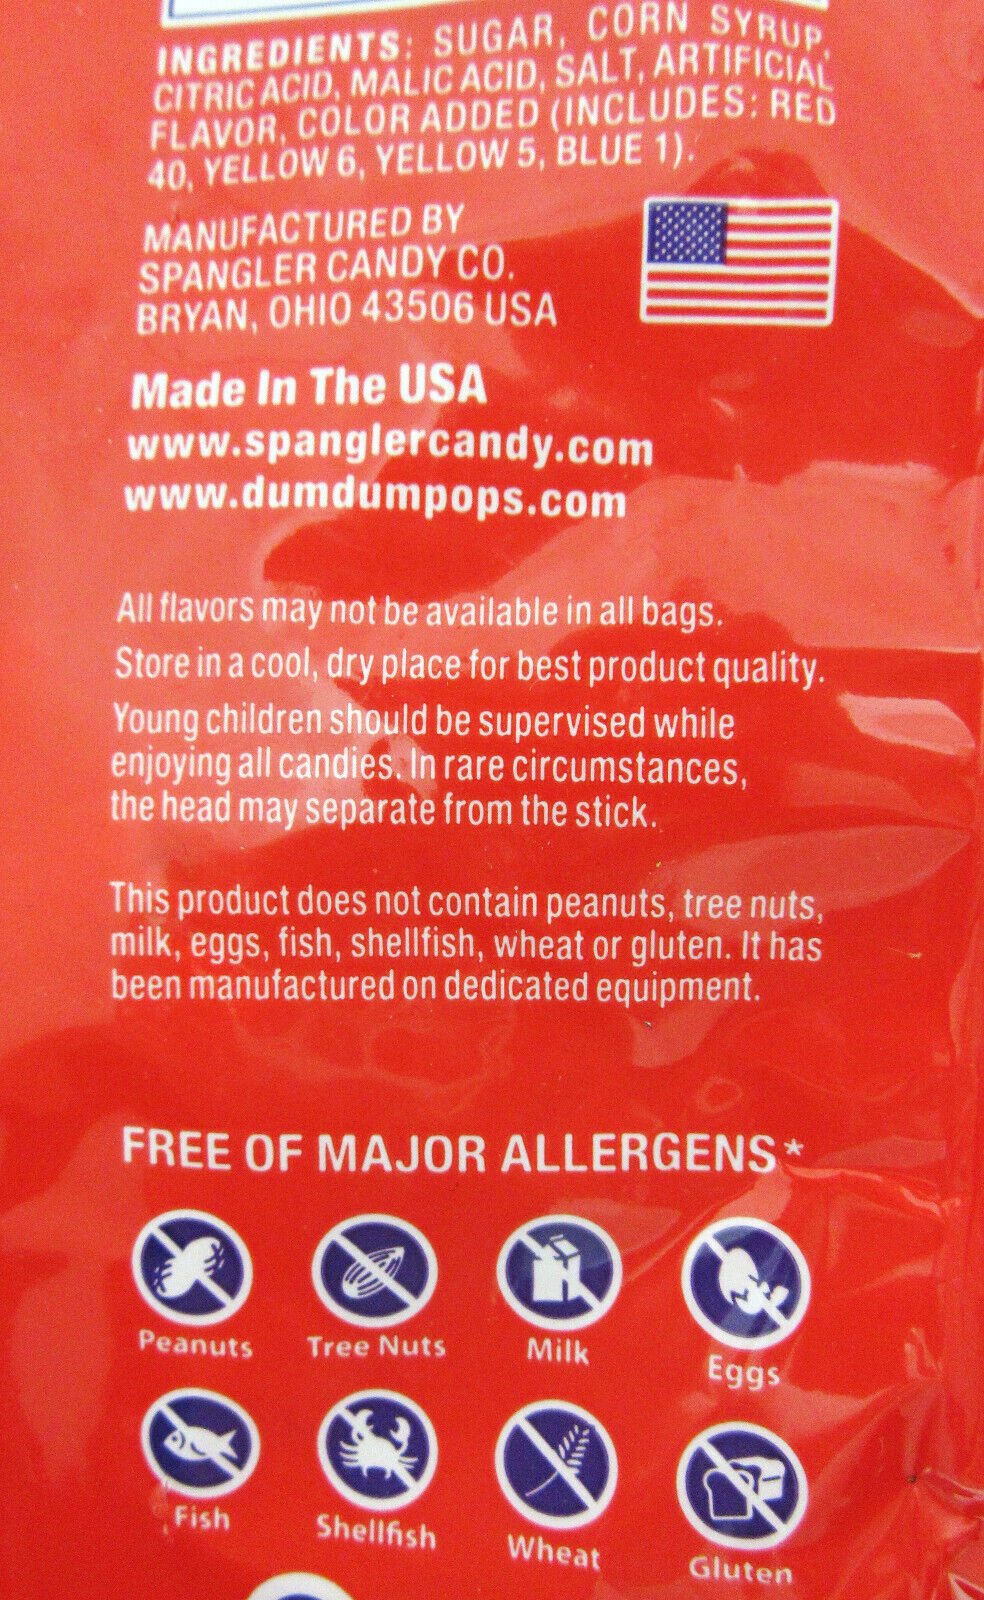 INGREDIENTS: SUGAR, CORN SYRUP,
CITRIC ACID, MALIC ACID, SALT, ARTIFICIAL
FLAVOR, COLOR ADDED (INCLUDES: RED
40, YELLOW 6, YELLOW 5, BLUE 1).
MANUFACTURED BY
SPANGLER CANDY CO.
BRYAN, OHIO 43506 USA
Made In The USA
www.spanglercandy.com
www.dumdumpops.com
All flavors may not be available in all bags.
Store in a cool, dry place for best product quality.
Young children should be supervised while
enjoying all candies. In rare circumstances,
the head may separate from the stick.
This product does not contain peanuts, tree nuts,
milk, eggs, fish, shellfish, wheat or gluten. It has
been manufactured on dedicated equipment.
FREE OF MAJOR ALLERGENS*
Peanuts Tree Nuts Milk Eggs
Fish Shellfish Wheat Gluten